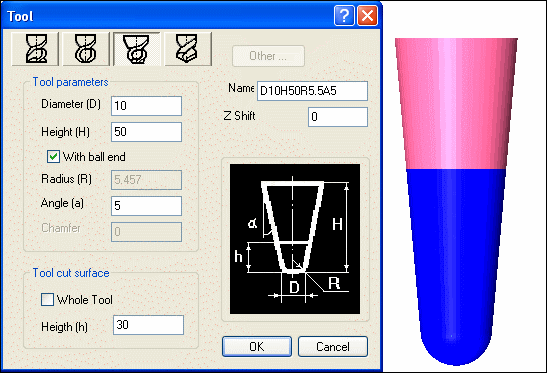 Tool
Other ...
Tool parameters
Diameter (D) 10
Height (H) 50
With ball end
Radius (R) 5.457
Angle (a) 5
Chamfer 0
Name D10H50R5.5A5
Z Shift 0
α
H
h
D
R
Tool cut surface
Whole Tool
Heigth (h) 30
OK
Cancel